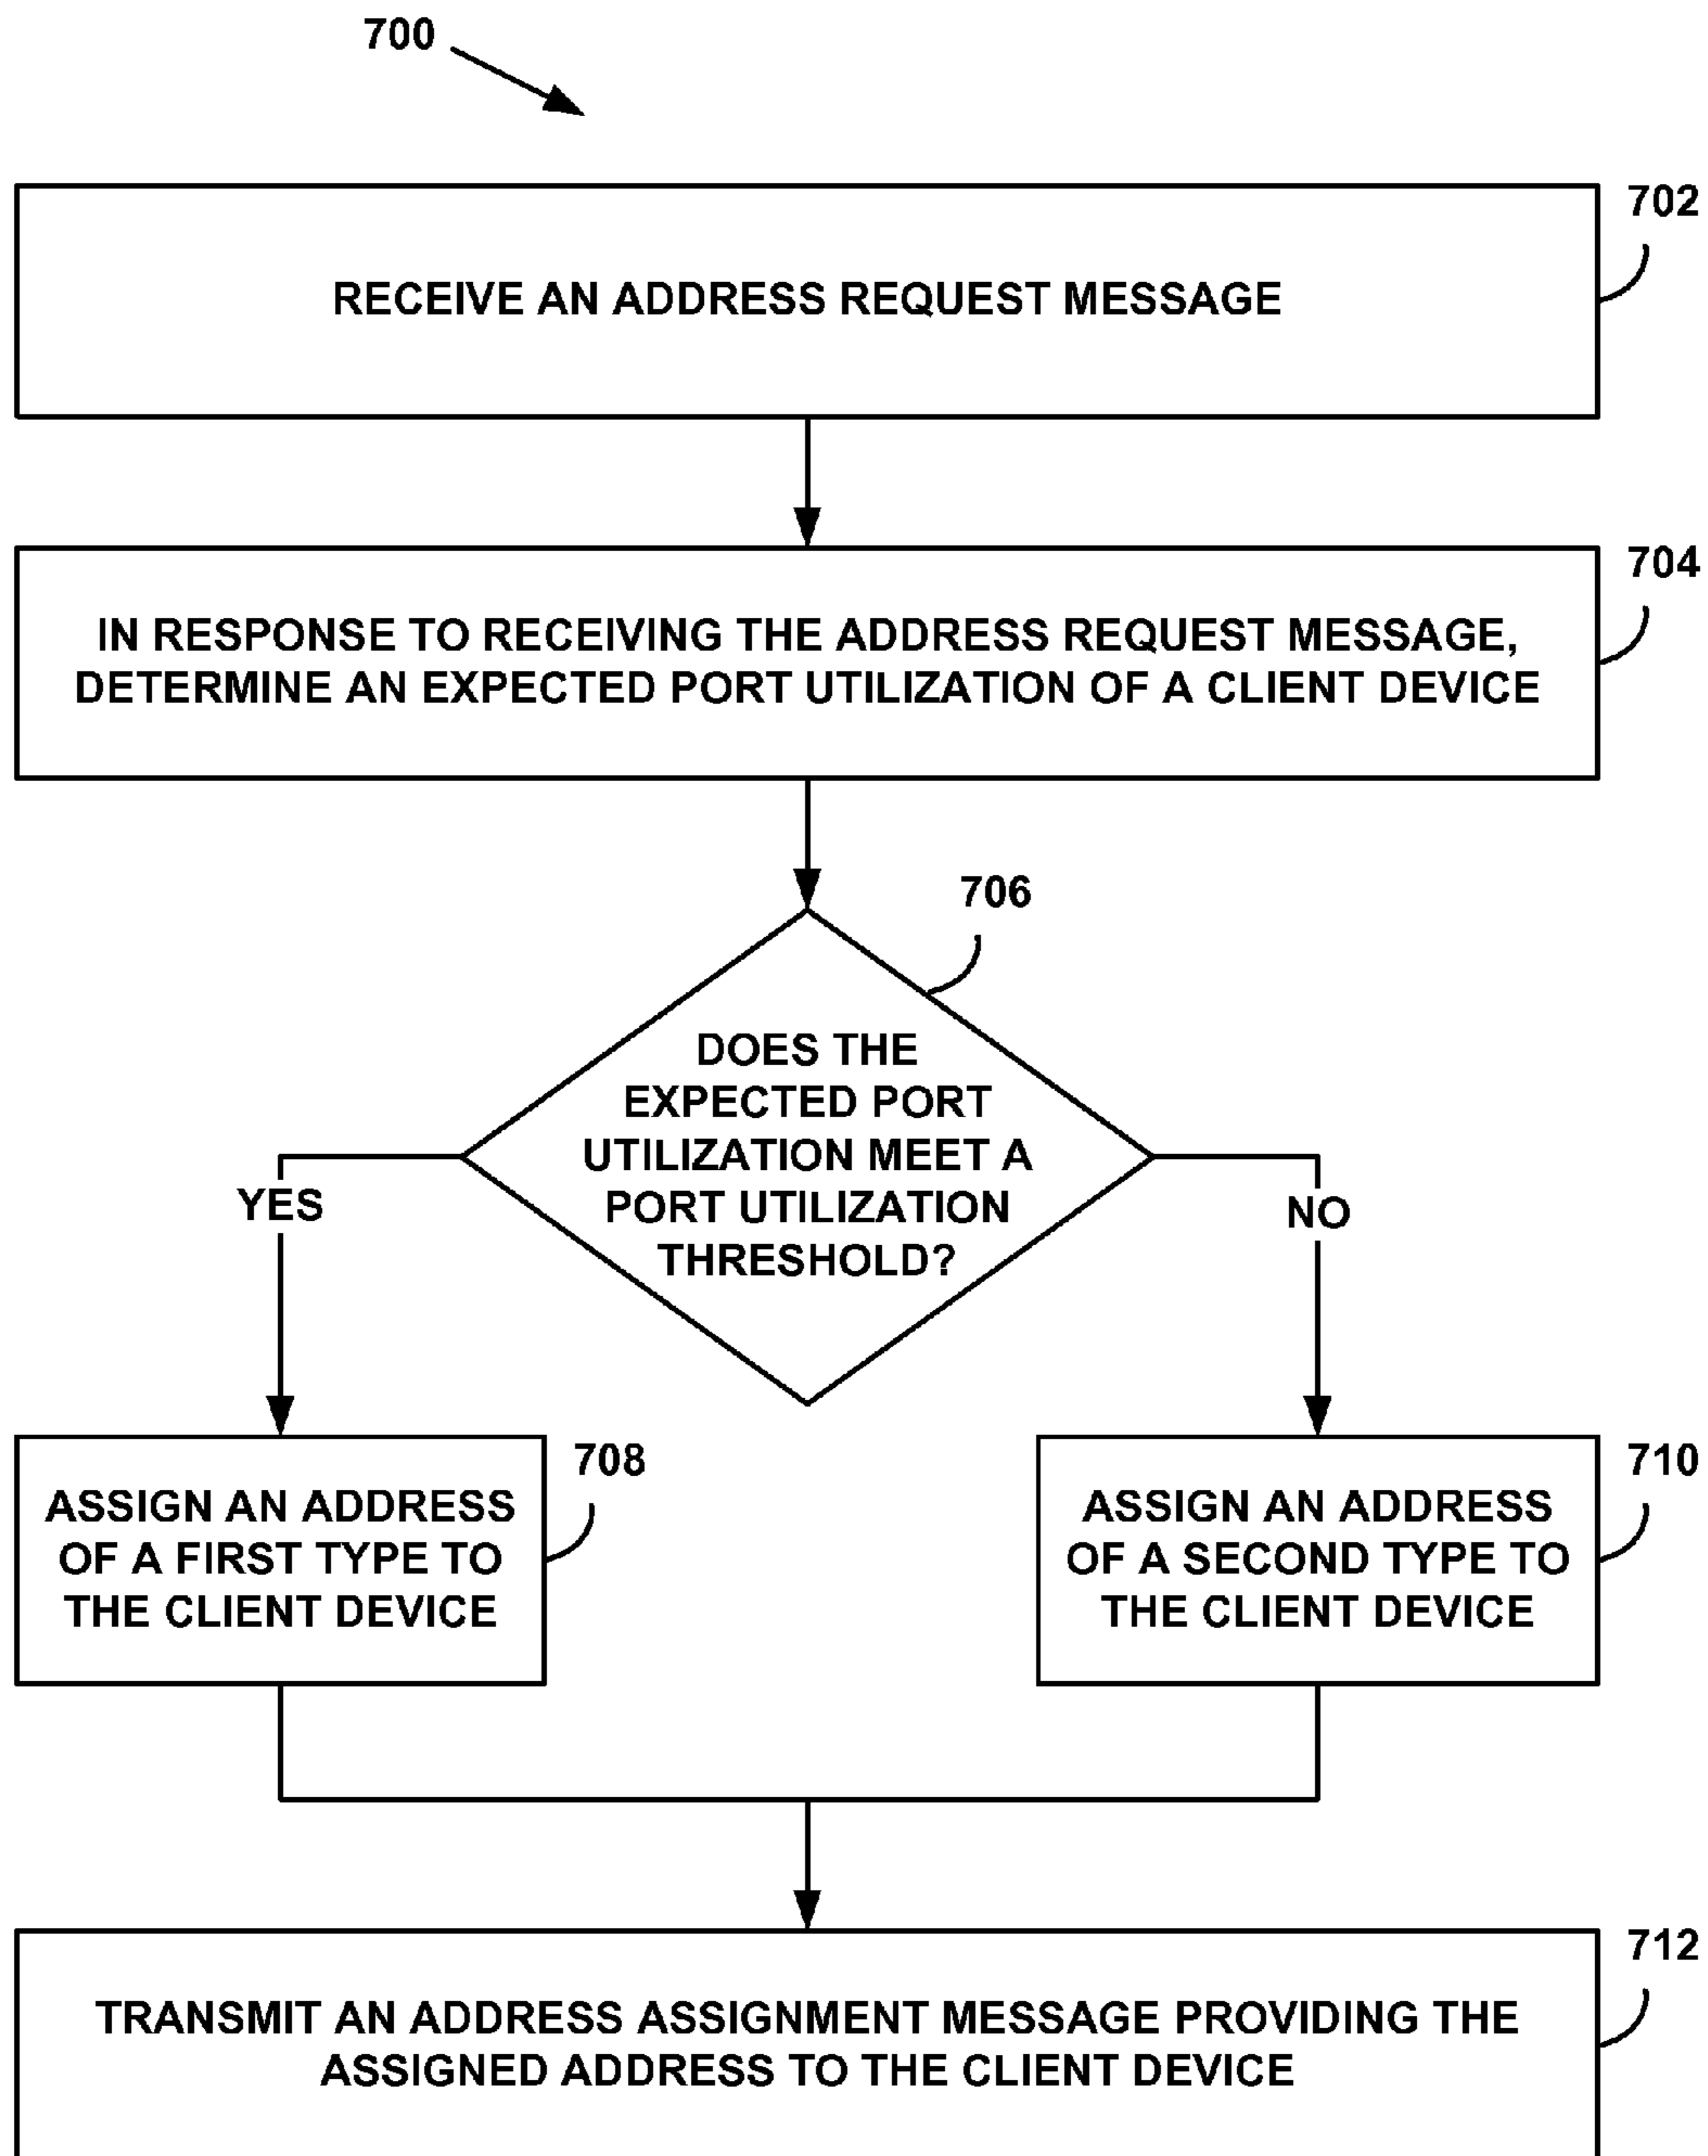 700
702
RECEIVE AN ADDRESS REQUEST MESSAGE
704
IN RESPONSE TO RECEIVING THE ADDRESS REQUEST MESSAGE,
DETERMINE AN EXPECTED PORT UTILIZATION OF A CLIENT DEVICE
706
DOES THE
EXPECTED PORT
UTILIZATION MEET A
PORT UTILIZATION
THRESHOLD?
YES
NO
708
ASSIGN AN ADDRESS
OF A FIRST TYPE TO
THE CLIENT DEVICE
710
ASSIGN AN ADDRESS
OF A SECOND TYPE TO
THE CLIENT DEVICE
712
TRANSMIT AN ADDRESS ASSIGNMENT MESSAGE PROVIDING THE
ASSIGNED ADDRESS TO THE CLIENT DEVICE